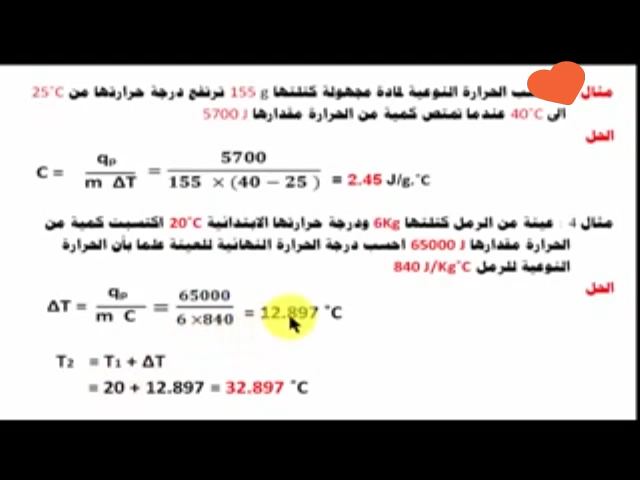 مثال سب الحرارة النوعية لمادة مجهولة كتلتها 155 g ترتفع درجة حرارتها من 25°C
الى 40°C عندما تمتص كمية من الحرارة مقدارها 5700 J
الحل
C = qₚ / m ΔT = 5700 / 155 × (40 − 25 ) = 2.45 J/g.°C
مثال 4 : عينة من الرمل كتلتها 6Kg ودرجة حرارتها الابتدائية 20°C اكتسبت كمية من
الحرارة مقدارها 65000 J احسب درجة الحرارة النهائية للعينة علما بأن الحرارة
النوعية للرمل 840 J/Kg°C
الحل
ΔT = qₚ / m C = 65000 / 6 ×840 = 12.897 °C
T₂ = T₁ + ΔT
= 20 + 12.897 = 32.897 °C